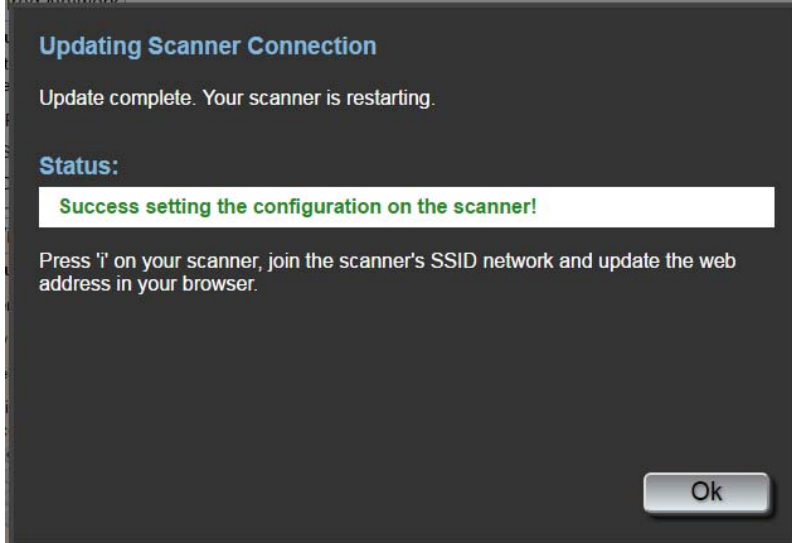 Updating Scanner Connection
Update complete. Your scanner is restarting.
Status:
Success setting the configuration on the scanner!
Press 'i' on your scanner, join the scanner's SSID network and update the web
address in your browser.
Ok